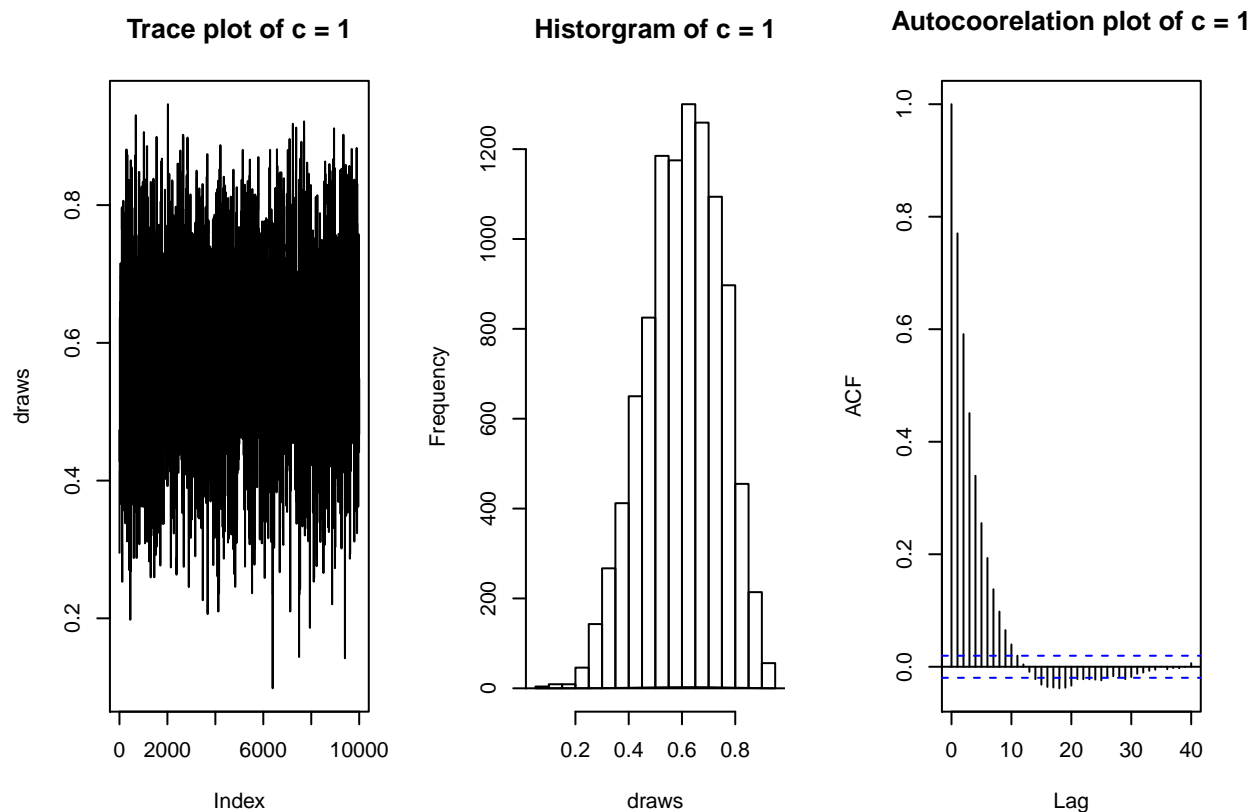 Trace plot of c = 1
draws
0.2 0.4 0.6 0.8
0 2000 6000 10000
Index
Historgram of c = 1
Frequency
0 200 400 600 800 1000 1200
0.2 0.4 0.6 0.8
draws
Autocoorelation plot of c = 1
ACF
0.0 0.2 0.4 0.6 0.8 1.0
0 10 20 30 40
Lag